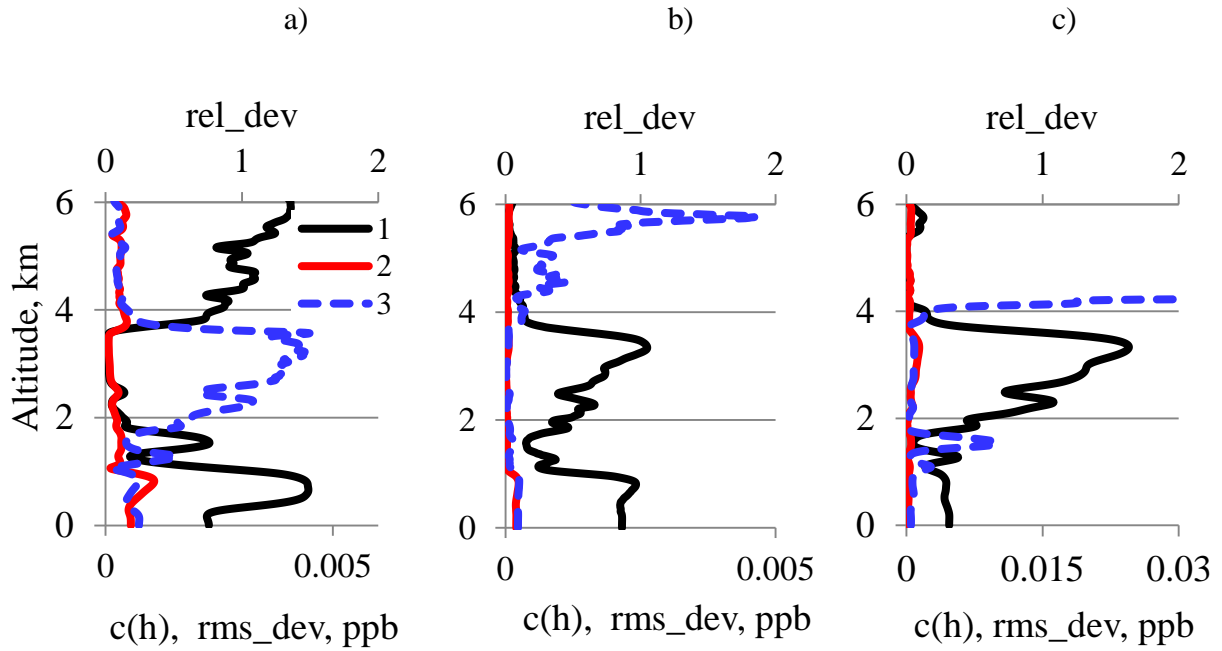 a)
b)
c)
rel_dev
rel_dev
rel_dev
0 1 2
0 1 2
0 1 2
6
6
6
1
2
3
4
4
4
2
2
2
0
0
0
Altitude, km
0 0.005
0 0.005
0 0.015 0.03
c(h), rms_dev, ppb
c(h), rms_dev, ppb
c(h), rms_dev, ppb